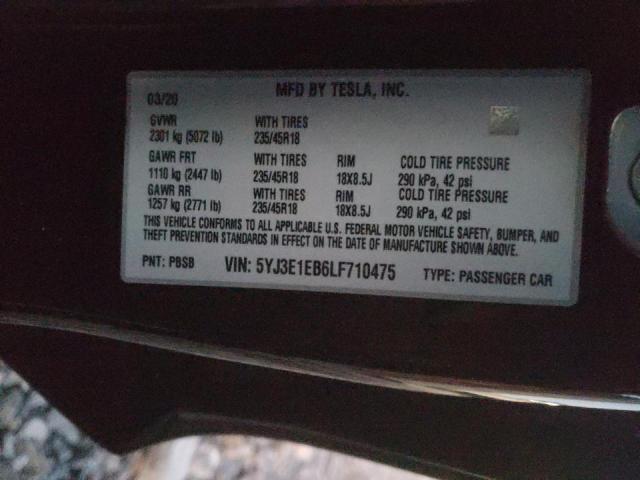 MFD BY TESLA, INC.
03/20
GVWR WITH TIRES
2301 kg (5072 lb) 235/45R18
GAWR FRT WITH TIRES RIM COLD TIRE PRESSURE
1110 kg (2447 lb) 235/45R18 18X8.5J 290 kPa, 42 psi
GAWR RR WITH TIRES RIM COLD TIRE PRESSURE
1257 kg (2771 lb) 235/45R18 18X8.5J 290 kPa, 42 psi
THIS VEHICLE CONFORMS TO ALL APPLICABLE U.S. FEDERAL MOTOR VEHICLE SAFETY, BUMPER, AND
THEFT PREVENTION STANDARDS IN EFFECT ON THE DATE OF MANUFACTURE SHOWN ABOVE.
PNT: PBSB VIN: 5YJ3E1EB6LF710475 TYPE: PASSENGER CAR